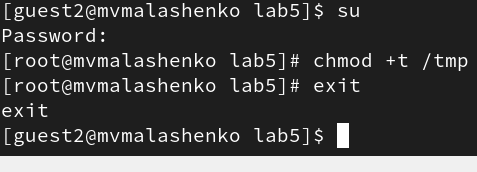 [guest2@mvmalashenko lab5]$ su
Password:
[root@mvmalashenko lab5]# chmod +t /tmp
[root@mvmalashenko lab5]# exit
exit
[guest2@mvmalashenko lab5]$